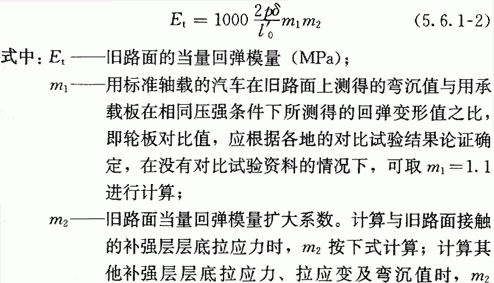 E_t = 1000 \frac{2pδ}{l'_0} m_1 m_2 (5.6.1-2)
式中：E_t——旧路面的当量回弹模量（MPa）；
m_1——用标准轴载的汽车在旧路面上测得的弯沉值与用承
载板在相同压强条件下所测得的回弹变形值之比，
即轮板对比值，应根据各地的对比试验结果论证确
定，在没有对比试验资料的情况下，可取 m_1＝1.1
进行计算；
m_2——旧路面当量回弹模量扩大系数。计算与旧路面接触
的补强层层底拉应力时，m_2 按下式计算；计算其
他补强层层底拉应力、拉应变及弯沉值时，m_2